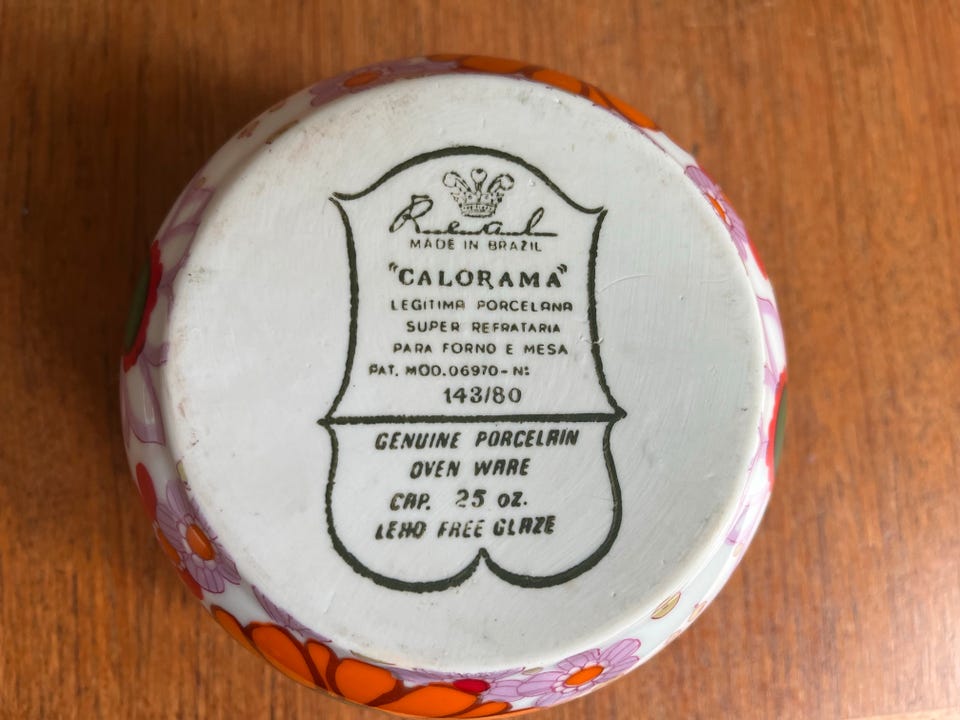 Real
MADE IN BRAZIL
"CALORAMA"
LEGITIMA PORCELANA
SUPER REFRATARIA
PARA FORNO E MESA
PAT. MOD. 06970 - Nº
143/80
GENUINE PORCELAIN
OVEN WARE
CAP. 25 OZ.
LEAD FREE GLAZE